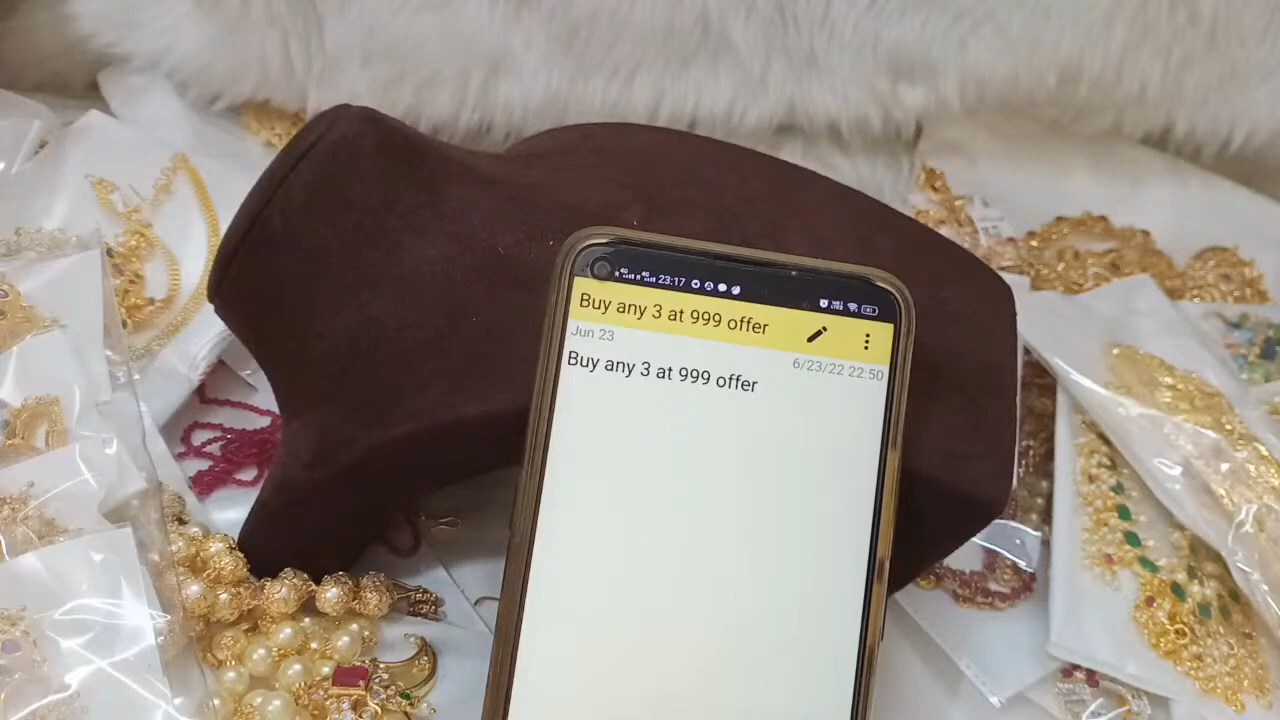 23:17
Buy any 3 at 999 offer
Jun 23
6/23/22 22:50
Buy any 3 at 999 offer